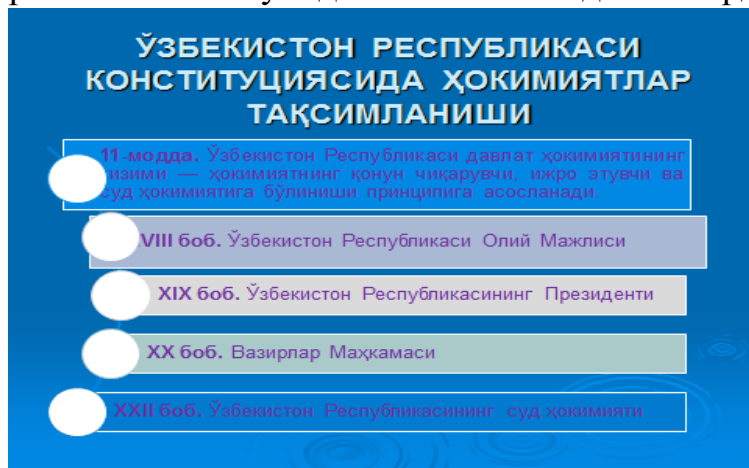 ЎЗБЕКИСТОН РЕСПУБЛИКАСИ
КОНСТИТУЦИЯСИДА ҲОКИМИЯТЛАР
ТАҚСИМЛАНИШИ
11-модда. Ўзбекистон Республикаси давлат ҳокимиятининг
изими — ҳокимиятнинг қонун чиқарувчи, ижро этувчи ва
суд ҳокимиятига бўлиниши принципига асосланади.
VIII боб. Ўзбекистон Республикаси Олий Мажлиси
XIX боб. Ўзбекистон Республикасининг Президенти
XX боб. Вазирлар Маҳкамаси
XXII боб. Ўзбекистон Республикасининг суд ҳокимияти